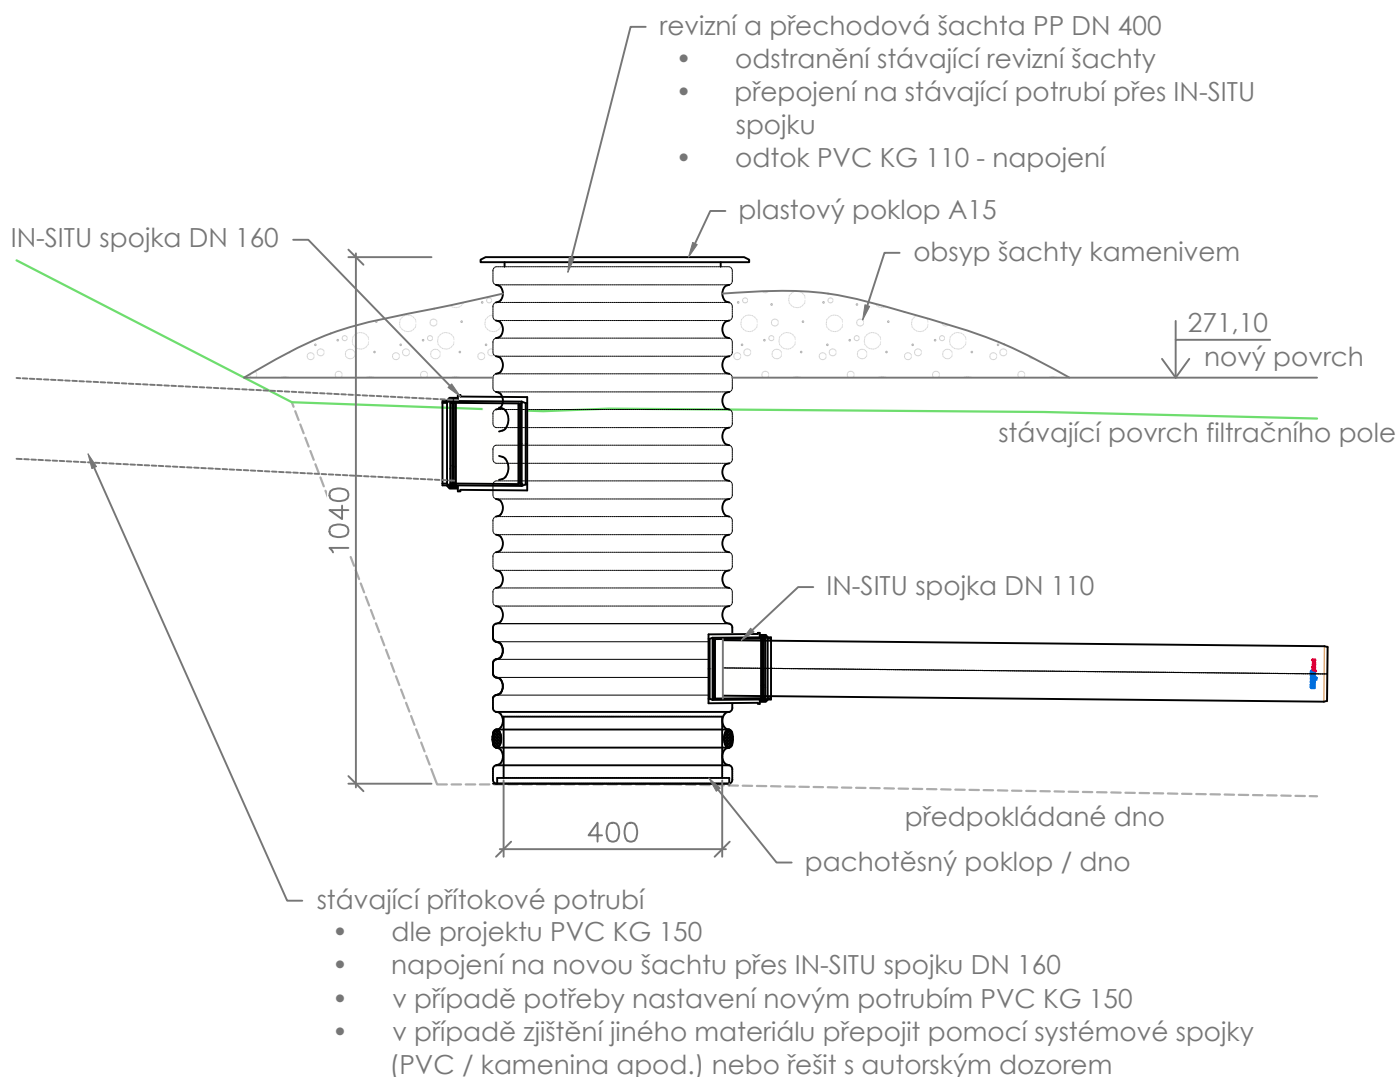 revizní a přechodová šachta PP DN 400
• odstranění stávající revizní šachty
• přepojení na stávající potrubí přes IN-SITU
spojku
• odtok PVC KG 110 - napojení
plastový poklop A15
IN-SITU spojka DN 160
obsyp šachty kamenivem
271,10
nový povrch
stávající povrch filtračního pole
1040
IN-SITU spojka DN 110
předpokládané dno
400
pachotěsný poklop / dno
stávající přítokové potrubí
• dle projektu PVC KG 150
• napojení na novou šachtu přes IN-SITU spojku DN 160
• v případě potřeby nastavení novým potrubím PVC KG 150
• v případě zjištění jiného materiálu přepojit pomocí systémové spojky
(PVC / kamenina apod.) nebo řešit s autorským dozorem